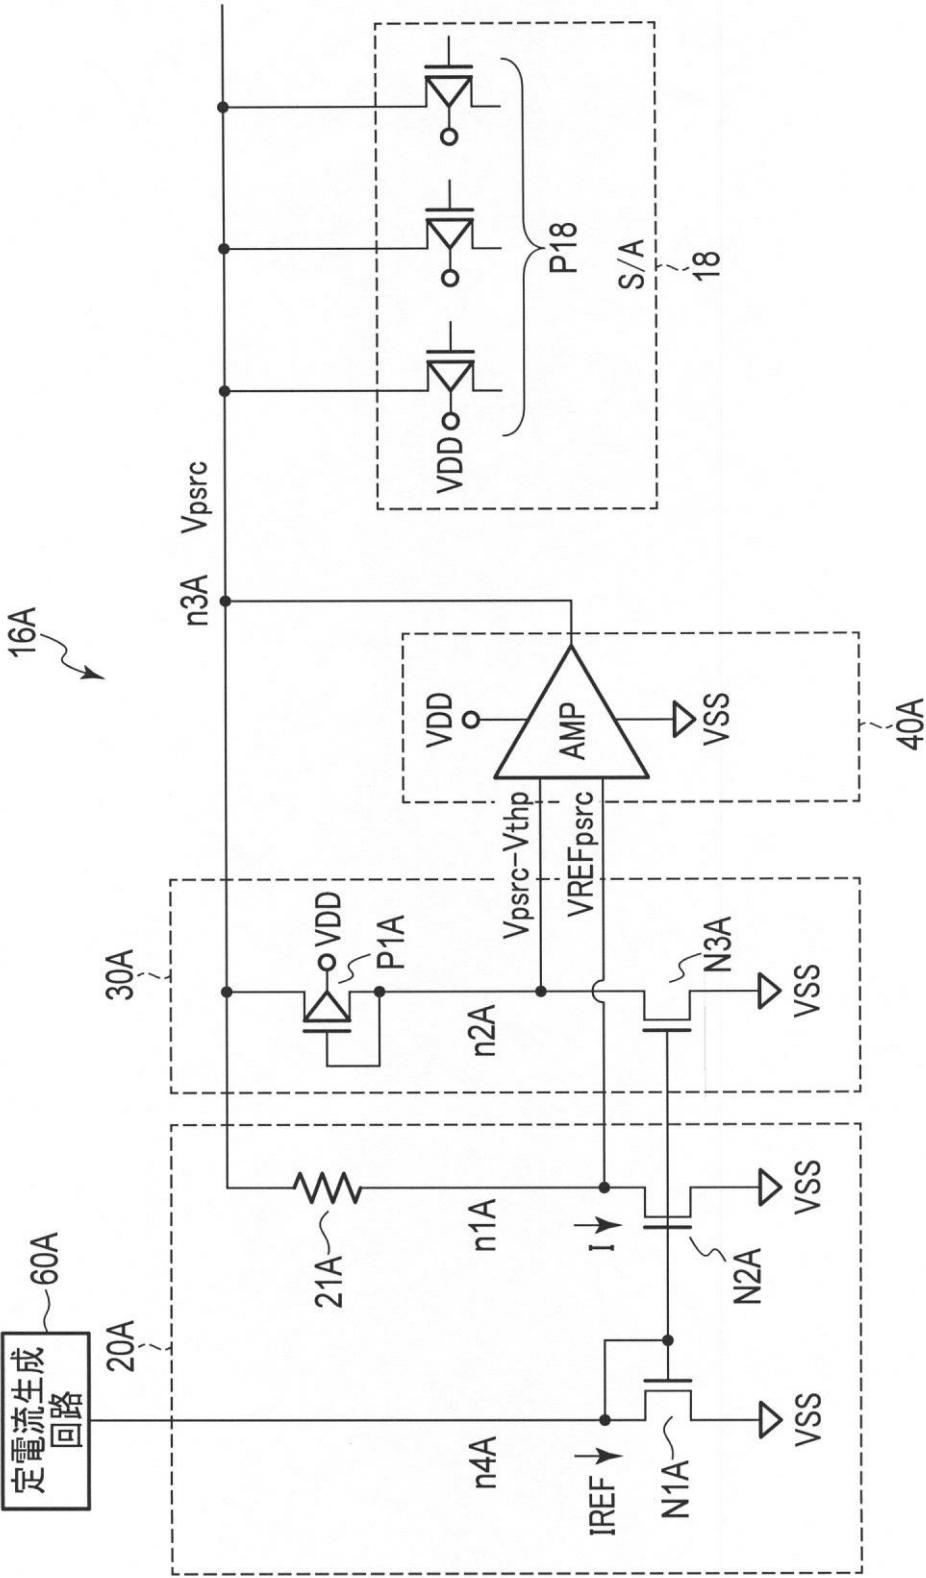 16A
定電流生成
回路
60A
20A
30A
n3A
Vpsrc
21A
VDD
P1A
n4A
n1A
n2A
Vpsrc-Vthp
VREFpsrc
VDD
AMP
VSS
40A
VDD
P18
S/A
18
IREF
I
N1A
N2A
N3A
VSS
VSS
VSS